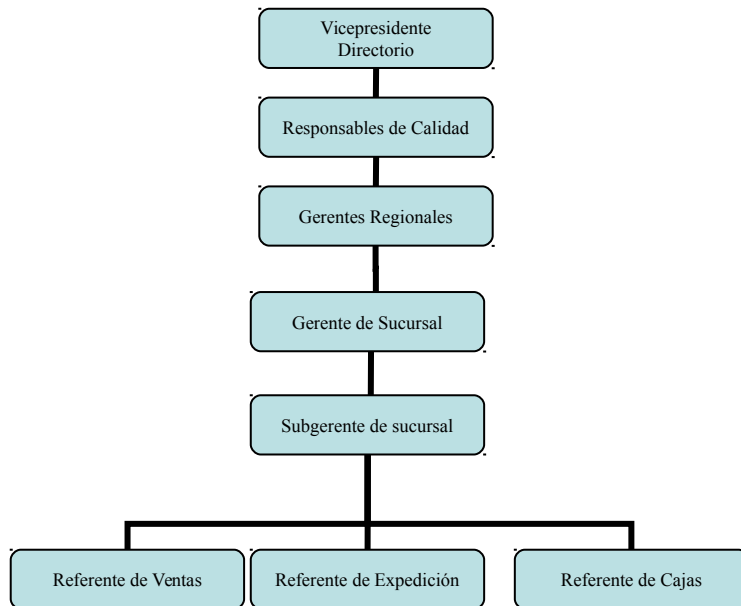 Vicepresidente
Directorio
Responsables de Calidad
Gerentes Regionales
Gerente de Sucursal
Subgerente de sucursal
Referente de Ventas
Referente de Expedición
Referente de Cajas